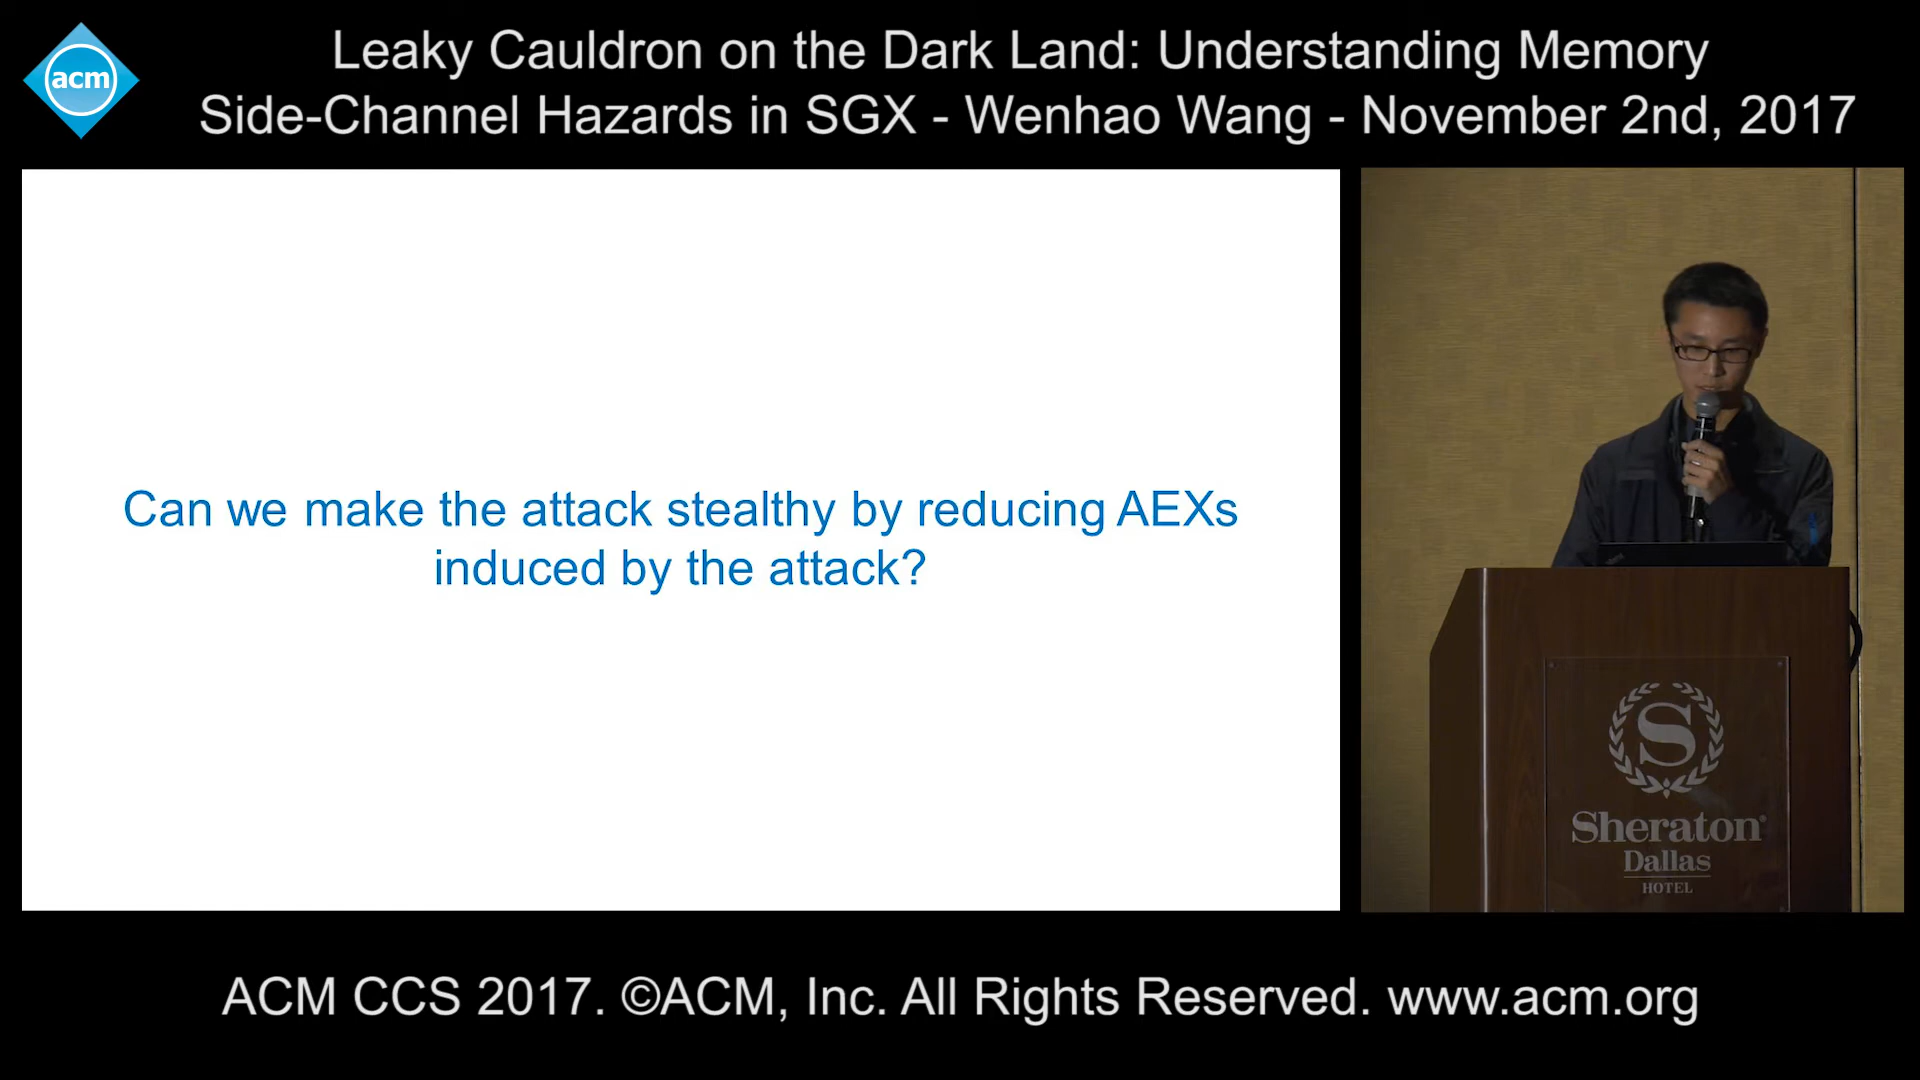 acm
Leaky Cauldron on the Dark Land: Understanding Memory
Side-Channel Hazards in SGX - Wenhao Wang - November 2nd, 2017
Can we make the attack stealthy by reducing AEXs
induced by the attack?
S
Sheraton
Dallas
HOTEL
ACM CCS 2017. ©ACM, Inc. All Rights Reserved. www.acm.org